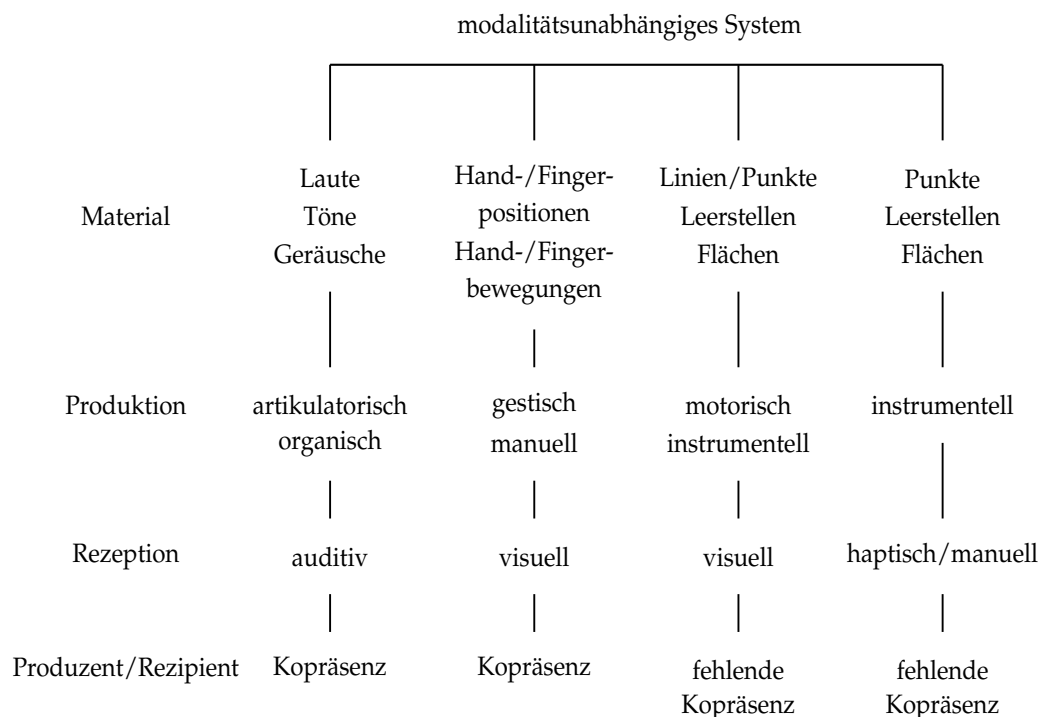 modalitätsunabhängiges System
Material
Laute
Töne
Geräusche
Hand-/Finger-
positionen
Hand-/Finger-
bewegungen
Linien/Punkte
Leerstellen
Flächen
Punkte
Leerstellen
Flächen
Produktion
artikulatorisch
organisch
gestisch
manuell
motorisch
instrumentell
instrumentell
Rezeption
auditiv
visuell
visuell
haptisch/manuell
Produzent/Rezipient
Kopräsenz
Kopräsenz
fehlende
Kopräsenz
fehlende
Kopräsenz